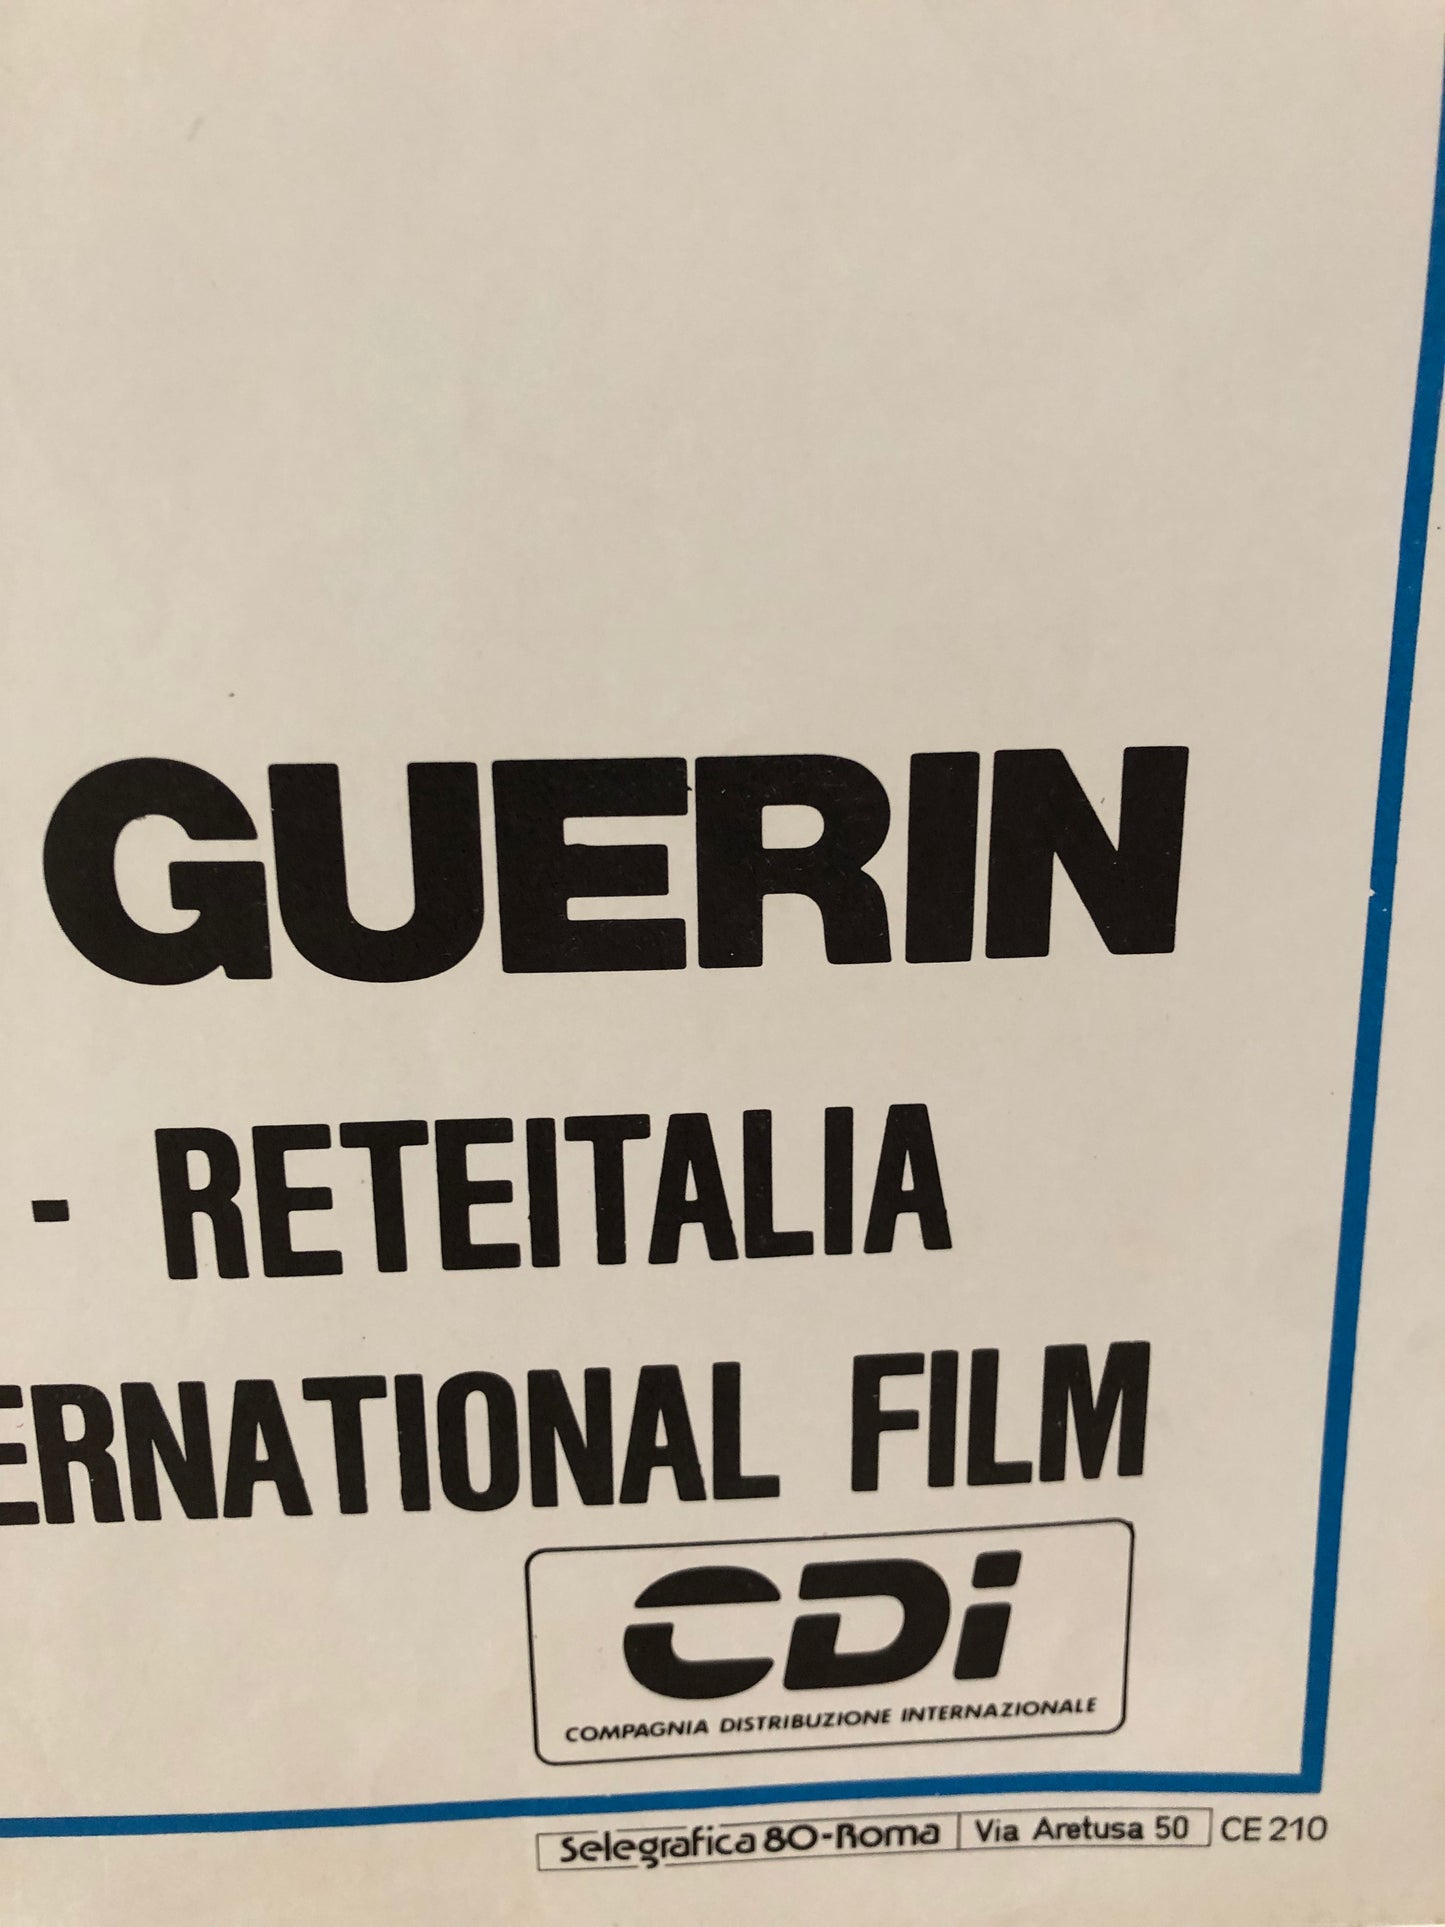 GUERIN
- RETEITALIA
ERNATIONAL FILM
CDi
COMPAGNIA DISTRIBUZIONE INTERNAZIONALE
Selegrafica 80-Roma Via Aretusa 50 CE 210